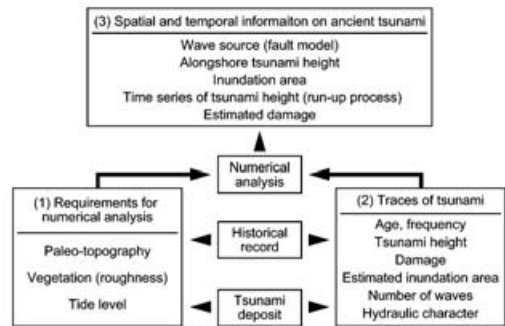 (3) Spatial and temporal informaiton on ancient tsunami
Wave source (fault model)
Alongshore tsunami height
Inundation area
Time series of tsunami height (run-up process)
Estimated damage
Numerical
analysis
(1) Requirements for
numerical analysis
Paleo-topography
Vegetation (roughness)
Tide level
Historical
record
Tsunami
deposit
(2) Traces of tsunami
Age, frequency
Tsunami height
Damage
Estimated inundation area
Number of waves
Hydraulic character